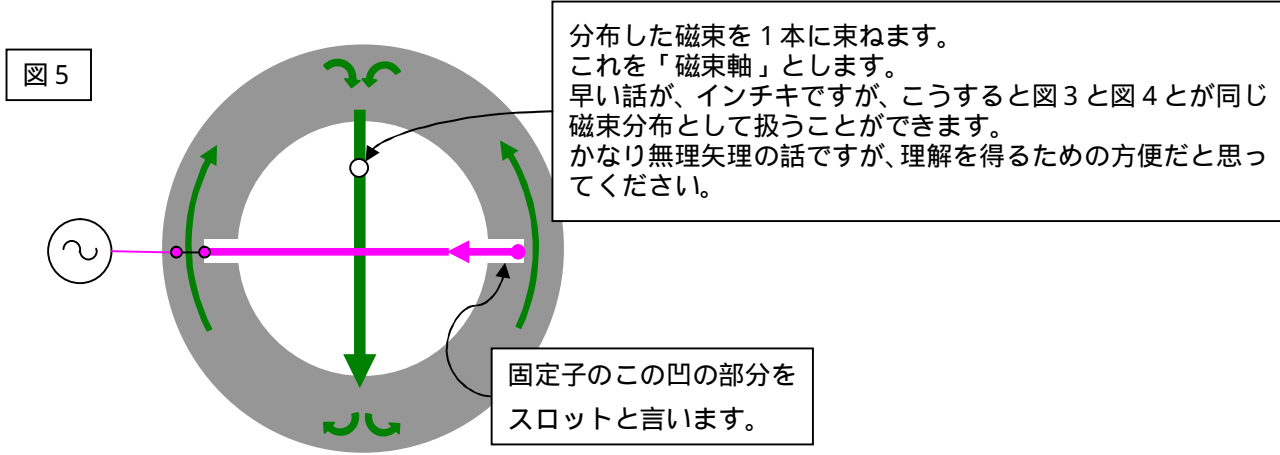 図5
分布した磁束を1本に束ねます。
これを「磁束軸」とします。
早い話が、インチキですが、こうすると図3と図4とが同じ
磁束分布として扱うことができます。
かなり無理矢理の話ですが、理解を得るための方便だと思っ
てください。
固定子のこの凹の部分を
スロットと言います。